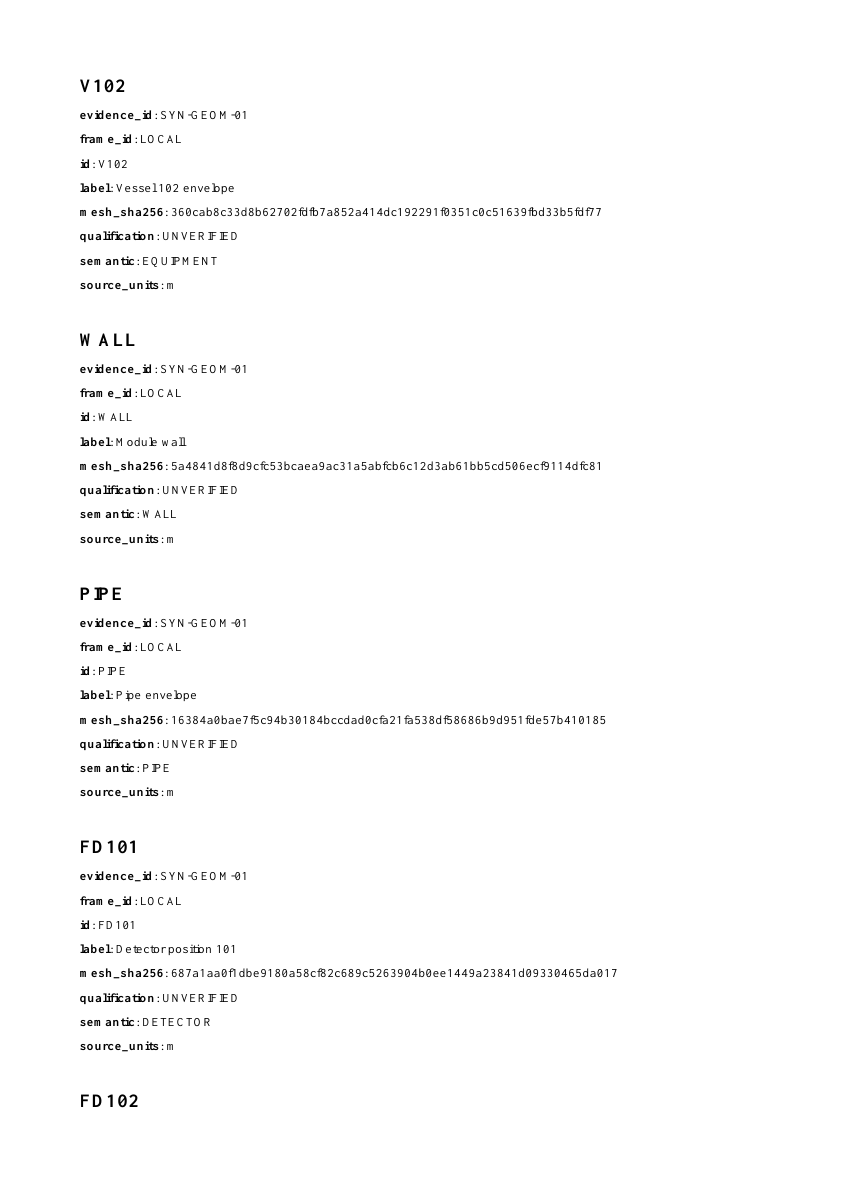 V102
evidence_id: SYN-GEOM-01
frame_id: LOCAL
id: V102
label: Vessel 102 envelope
mesh_sha256: 360cab8c33d8b62702fdfb7a852a414dc192291f0351c0c51639fbd33b5fdf77
qualification: UNVERIFIED
semantic: EQUIPMENT
source_units: m
WALL
evidence_id: SYN-GEOM-01
frame_id: LOCAL
id: WALL
label: Module wall
mesh_sha256: 5a4841d8f8d9cfc53bcaea9ac31a5abfcb6c12d3ab61bb5cd506ecf9114dfc81
qualification: UNVERIFIED
semantic: WALL
source_units: m
PIPE
evidence_id: SYN-GEOM-01
frame_id: LOCAL
id: PIPE
label: Pipe envelope
mesh_sha256: 16384a0bae7f5c94b30184bccdad0cfa21fa538df58686b9d951fde57b410185
qualification: UNVERIFIED
semantic: PIPE
source_units: m
FD101
evidence_id: SYN-GEOM-01
frame_id: LOCAL
id: FD101
label: Detector position 101
mesh_sha256: 687a1aa0f1dbe9180a58cf82c689c5263904b0ee1449a23841d09330465da017
qualification: UNVERIFIED
semantic: DETECTOR
source_units: m
FD102